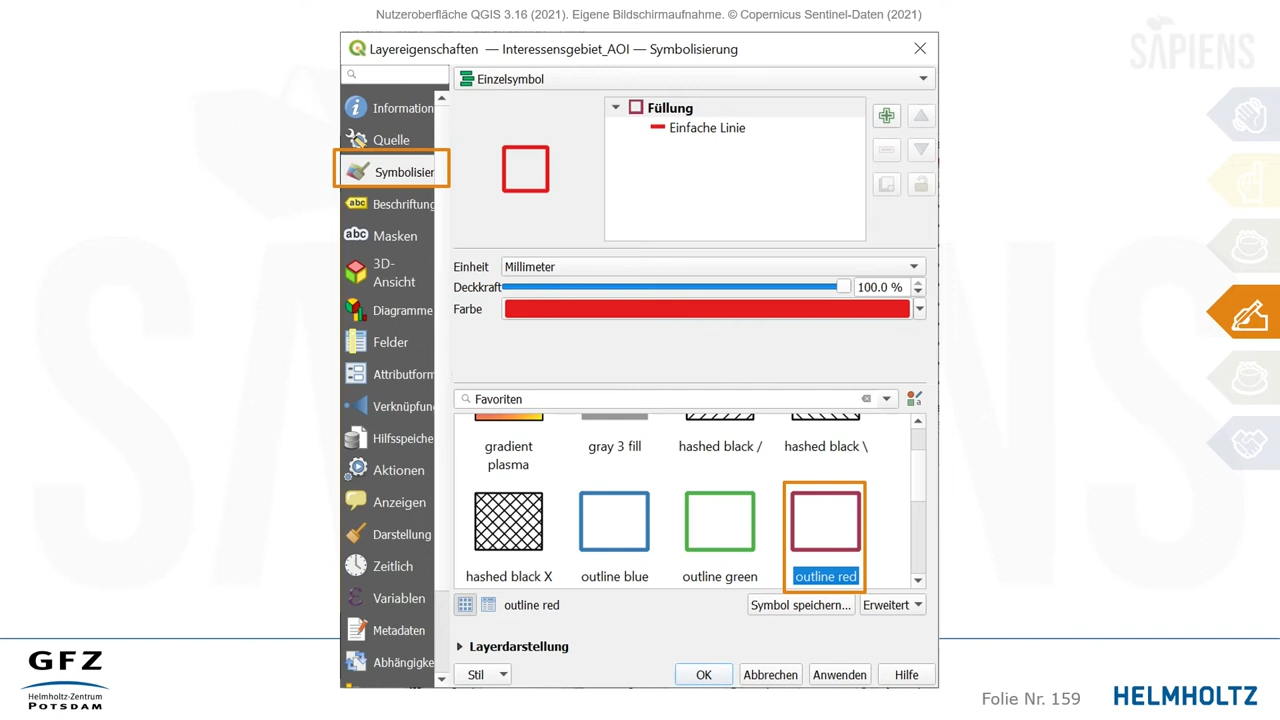 Nutzeroberfläche QGIS 3.16 (2021). Eigene Bildschirmaufnahme. © Copernicus Sentinel-Daten (2021)
SAPIENS
Layereigenschaften — Interessensgebiet_AOI — Symbolisierung
Einzelsymbol
Information
Quelle
Symbolisier
Beschriftung
Masken
3D-
Ansicht
Diagramme
Felder
Attributform
Verknüpfun
Hilfsspeiche
Aktionen
Anzeigen
Darstellung
Zeitlich
Variablen
Metadaten
Abhängigke
Füllung
Einfache Linie
Einheit
Millimeter
Deckkraft
100.0 %
Farbe
Favoriten
gradient
plasma
gray 3 fill
hashed black /
hashed black \
hashed black X
outline blue
outline green
outline red
outline red
Symbol speichern...
Erweitert
Layerdarstellung
Stil
OK
Abbrechen
Anwenden
Hilfe
GFZ
Helmholtz-Zentrum
POTSDAM
Folie Nr. 159
HELMHOLTZ